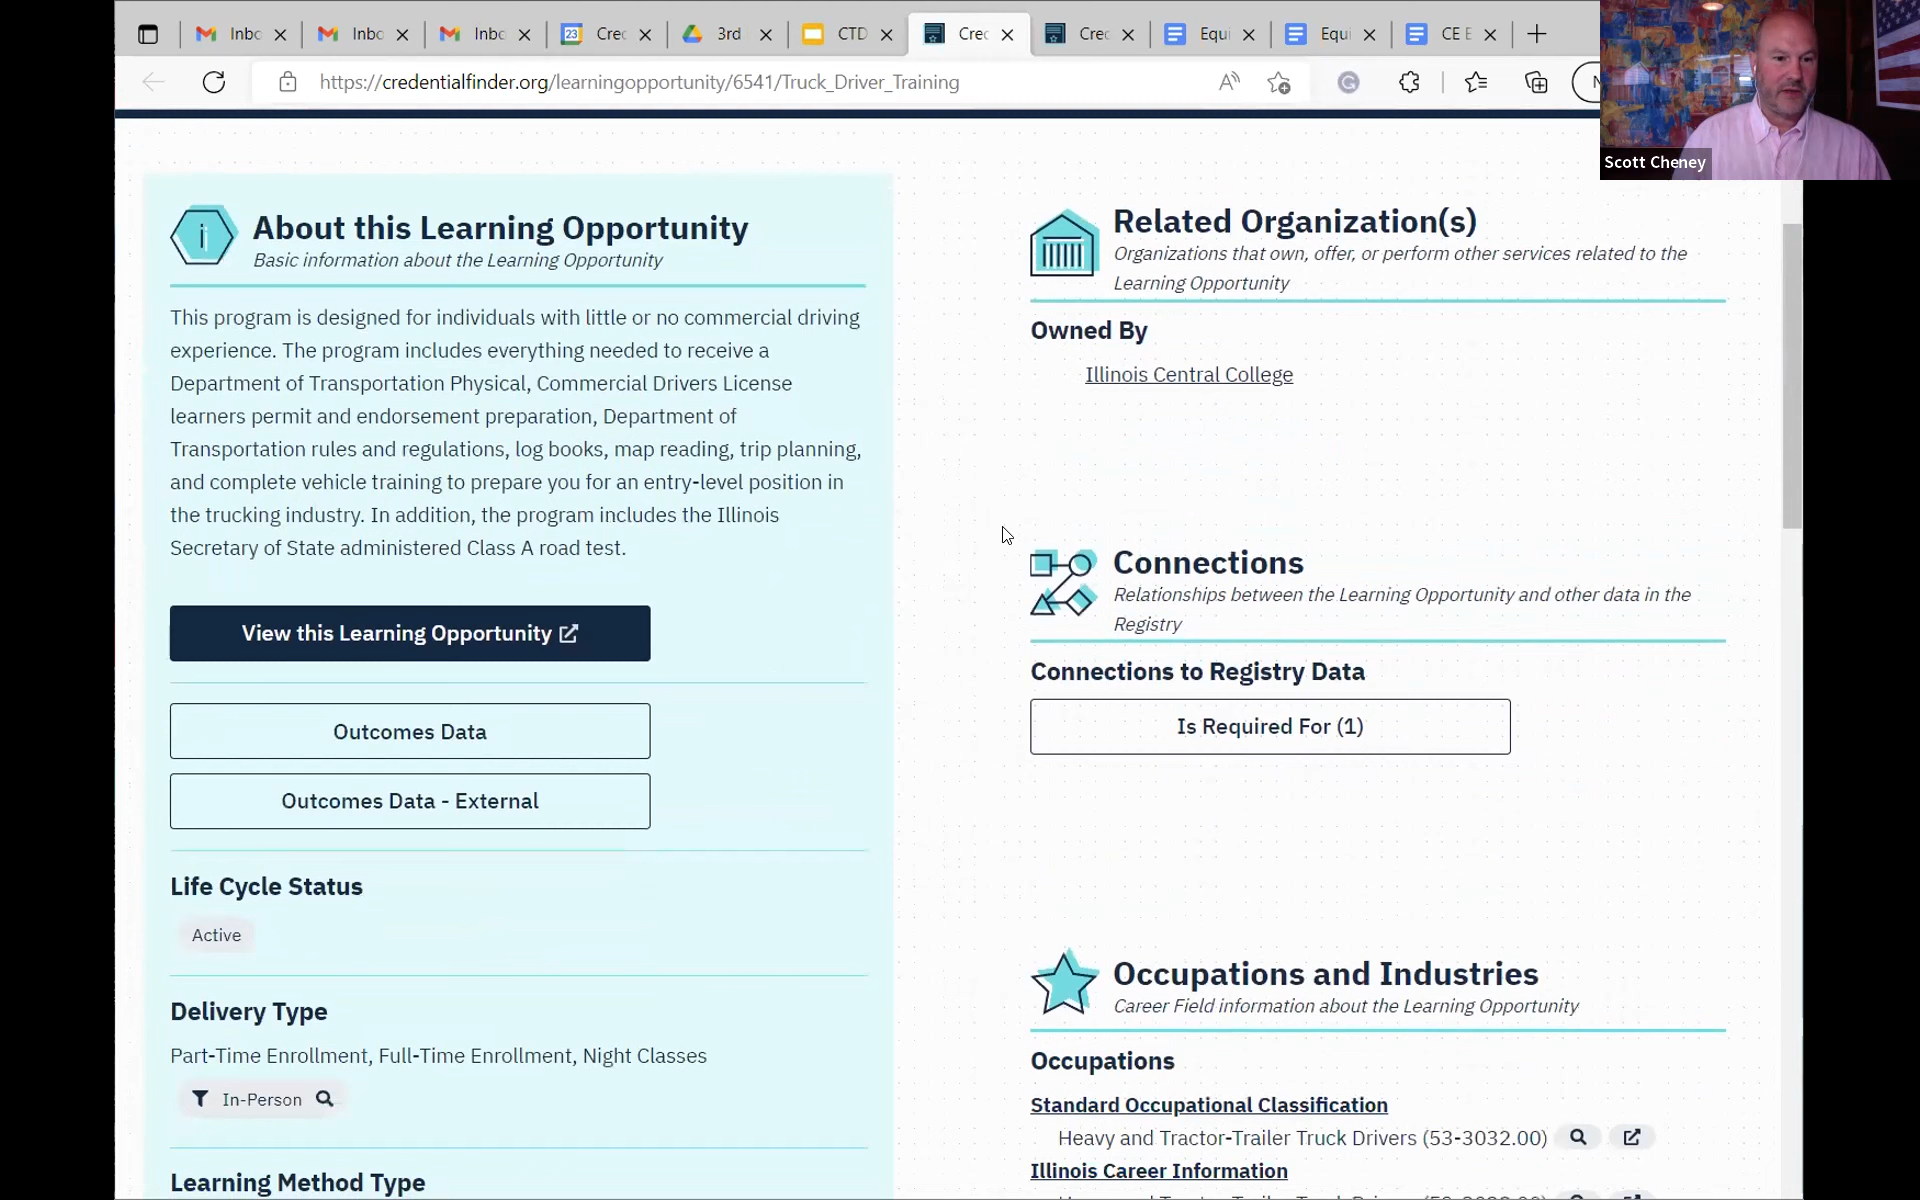 Inbo
Inbo
Inbo
23
Crec
3rd
CTD
Crec
Crec
Equi
Equi
CE E
https://credentialfinder.org/learningopportunity/6541/Truck_Driver_Training
Scott Cheney
About this Learning Opportunity
Basic information about the Learning Opportunity
This program is designed for individuals with little or no commercial driving
experience. The program includes everything needed to receive a
Department of Transportation Physical, Commercial Drivers License
learners permit and endorsement preparation, Department of
Transportation rules and regulations, log books, map reading, trip planning,
and complete vehicle training to prepare you for an entry-level position in
the trucking industry. In addition, the program includes the Illinois
Secretary of State administered Class A road test.
View this Learning Opportunity
Outcomes Data
Outcomes Data - External
Life Cycle Status
Active
Delivery Type
Part-Time Enrollment, Full-Time Enrollment, Night Classes
In-Person
Learning Method Type
Related Organization(s)
Organizations that own, offer, or perform other services related to the
Learning Opportunity
Owned By
Illinois Central College
Connections
Relationships between the Learning Opportunity and other data in the
Registry
Connections to Registry Data
Is Required For (1)
Occupations and Industries
Career Field information about the Learning Opportunity
Occupations
Standard Occupational Classification
Heavy and Tractor-Trailer Truck Drivers (53-3032.00)
Illinois Career Information